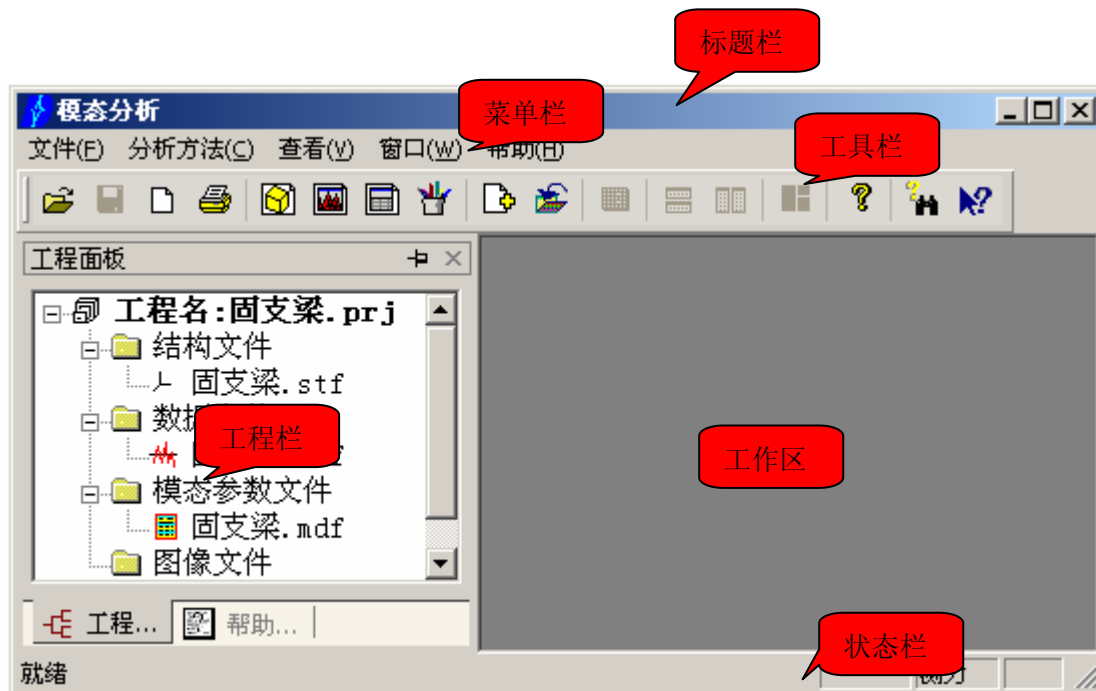 标题栏
模态分析
菜单栏
文件(F) 分析方法(C) 查看(V) 窗口(W) 帮助(H)
工具栏
工程面板
工程名:固支梁.prj
结构文件
固支梁.stf
数据
工程栏
模态参数文件
固支梁.mdf
图像文件
工作区
工程... 帮助...
状态栏
就绪